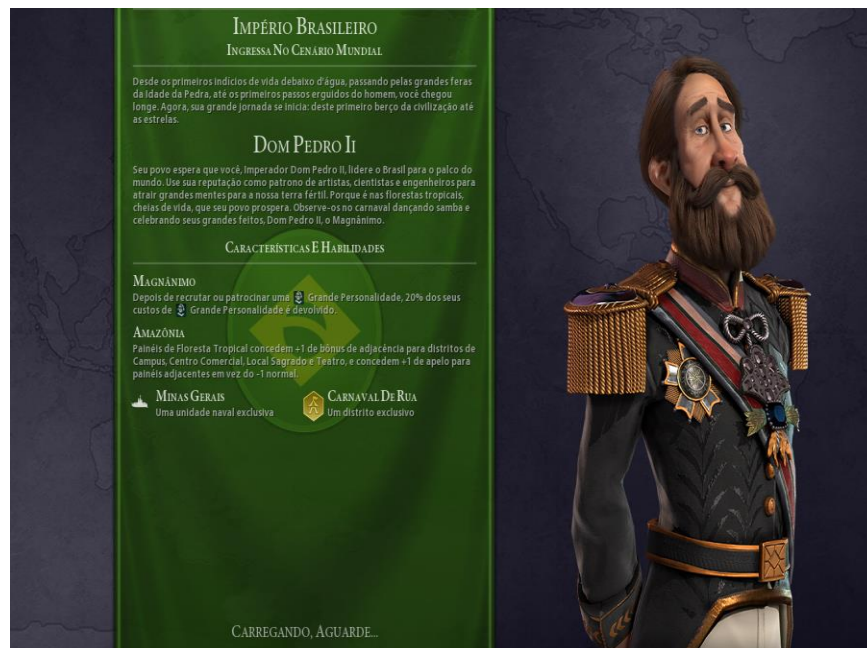 Império Brasileiro
Ingressa No Cenário Mundial
Desde os primeiros indícios de vida debaixo d'água, passando pelas grandes feras
da Idade da Pedra, até os primeiros passos erguidos do homem, você chegou
longe. Agora, sua grande jornada se inicia: deste primeiro berço da civilização até
as estrelas.
Dom Pedro II
Seu povo espera que você, Imperador Dom Pedro II, lidere o Brasil para o palco do
mundo. Use sua reputação como patrono de artistas, cientistas e engenheiros para
atrair grandes mentes para a nossa terra fértil. Porque é nas florestas tropicais,
cheias de vida, que seu povo prospera. Observe-os no carnaval dançando samba e
celebrando seus grandes feitos, Dom Pedro II, o Magnânimo.
Características E Habilidades
Magnânimo
Depois de recrutar ou patrocinar uma Grande Personalidade, 20% dos seus
custos de Grande Personalidade é devolvido.
Amazônia
Painéis de Floresta Tropical concedem +1 de bônus de adjacência para distritos de
Campus, Centro Comercial, Local Sagrado e Teatro, e concedem +1 de apelo para
painéis adjacentes em vez do -1 normal.
Minas Gerais
Uma unidade naval exclusiva
Carnaval De Rua
Um distrito exclusivo
Carregando, Aguarde...